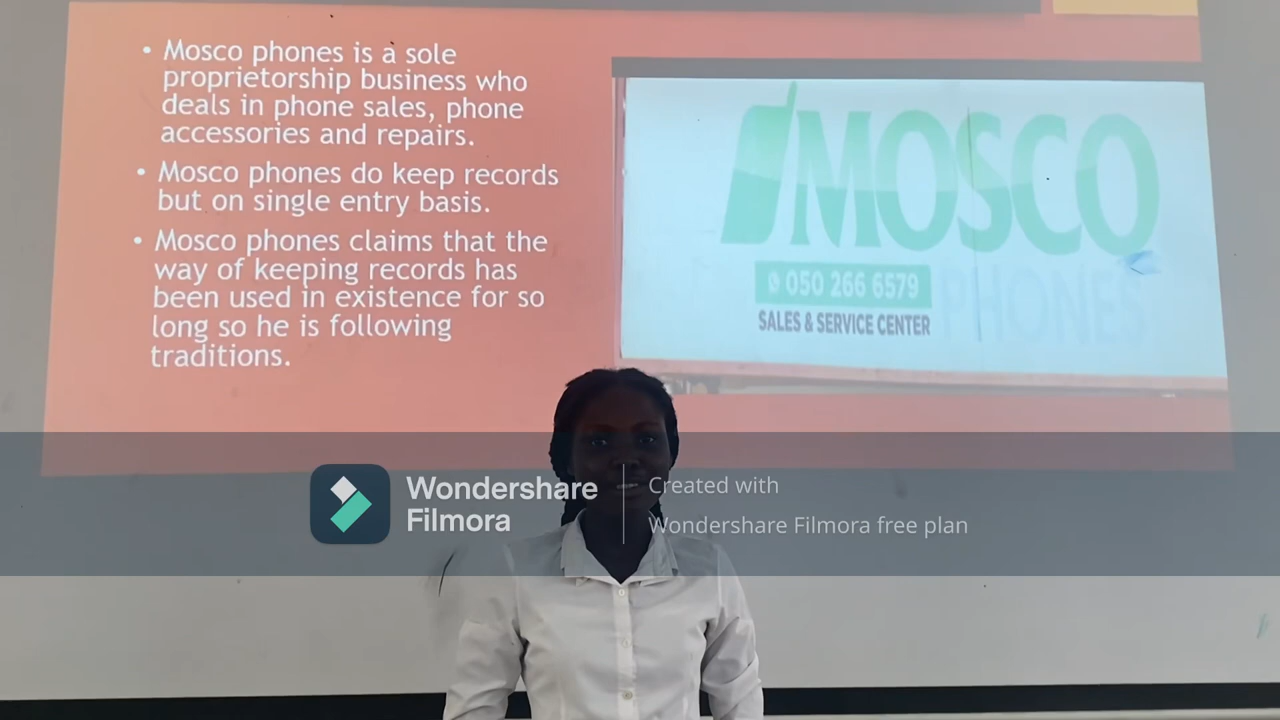 • Mosco phones is a sole
proprietorship business who
deals in phone sales, phone
accessories and repairs.
• Mosco phones do keep records
but on single entry basis.
• Mosco phones claims that the
way of keeping records has
been used in existence for so
long so he is following
traditions.
MOSCO
PHONES
050 266 6579
SALES & SERVICE CENTER
Wondershare
Filmora
Created with
Wondershare Filmora free plan